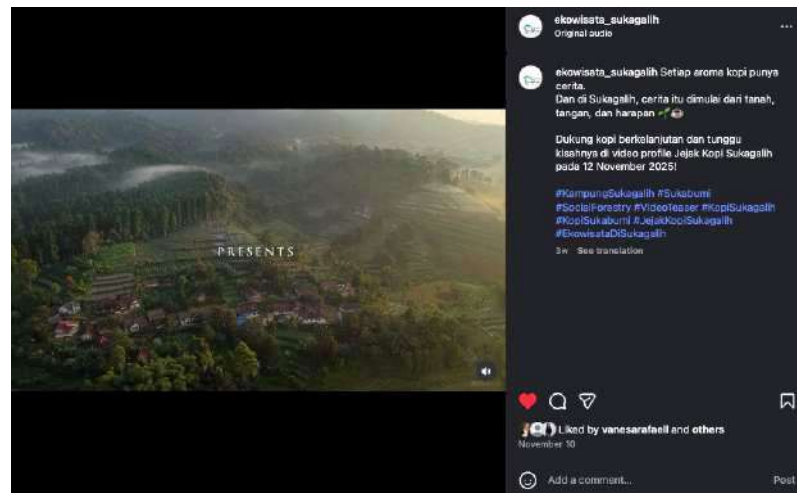 PRESENTS
ekowisata_sukagalih
Original audio
ekowisata_sukagalih Setiap aroma kopi punya
cerita.
Dan di Sukagalih, cerita itu dimulai dari tanah,
tangan, dan harapan
Dukung kopi berkelanjutan dan tunggu
kisahnya di video profile Jejak Kopi Sukagalih
pada 12 November 2025!
#KampungSukagalih #Sukabumi
#SocialForestry #VideoTeaser #KopiSukagalih
#KopiSukabumi #JejakKopiSukagalih
#EkowisataDiSukagalih
3w See translation
Liked by vanesarafaell and others
November 10
Add a comment...
Post